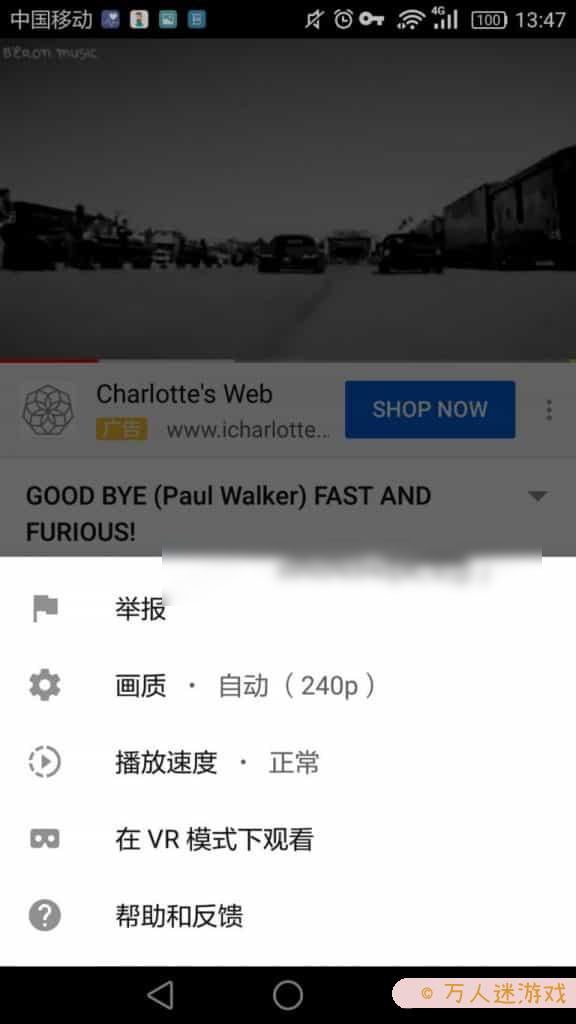 中国移动 4G 100 13:47
BEaon music
Charlotte's Web
广告 www.icharlotte...
SHOP NOW
GOOD BYE (Paul Walker) FAST AND
FURIOUS!
举报
画质 · 自动 ( 240p )
播放速度 · 正常
在 VR 模式下观看
帮助和反馈
© 万人迷游戏